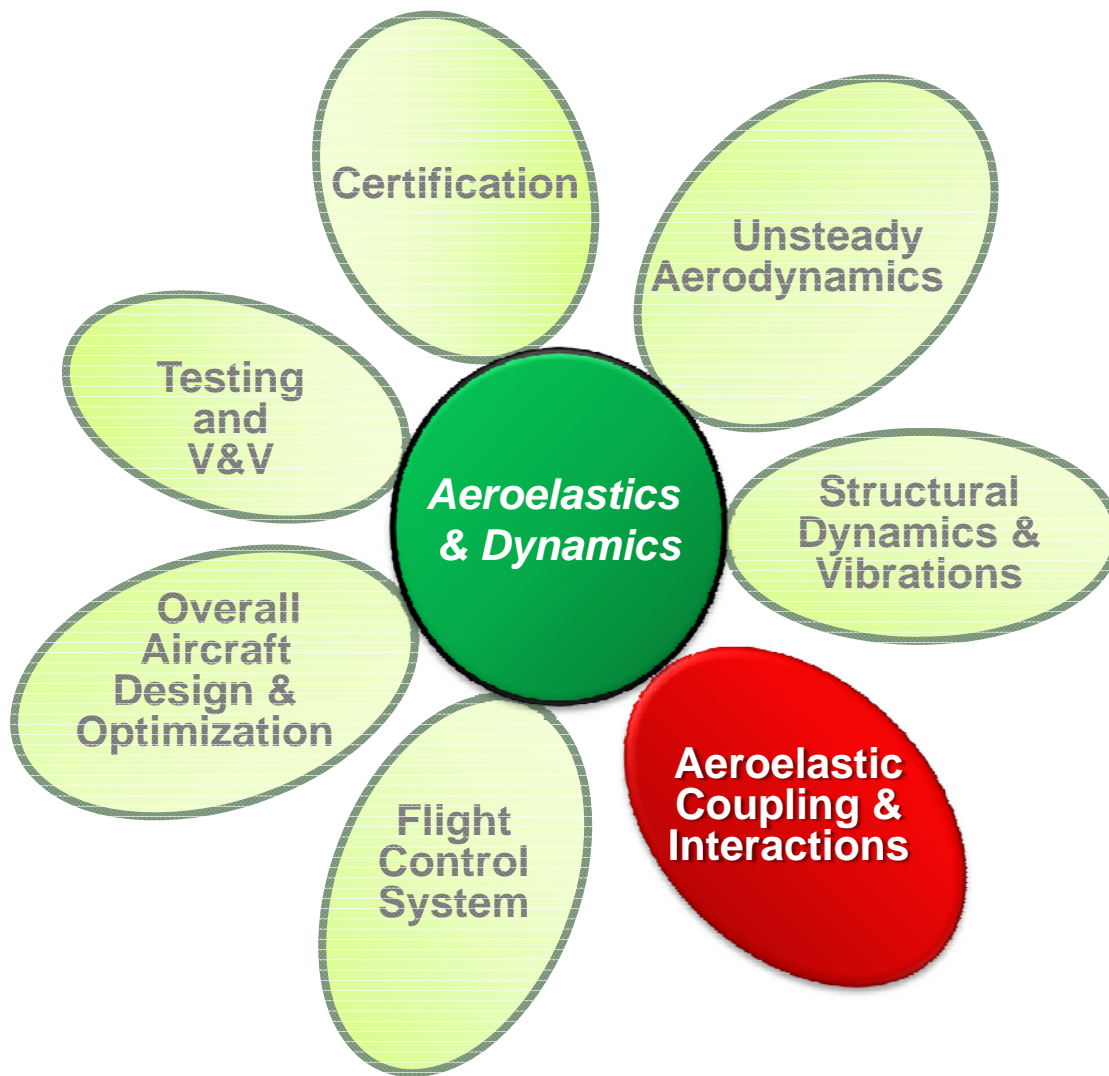 Certification
Unsteady
Aerodynamics
Testing
and
V&V
Aeroelastics
& Dynamics
Structural
Dynamics &
Vibrations
Overall
Aircraft
Design &
Optimization
Aeroelastic
Coupling &
Interactions
Flight
Control
System